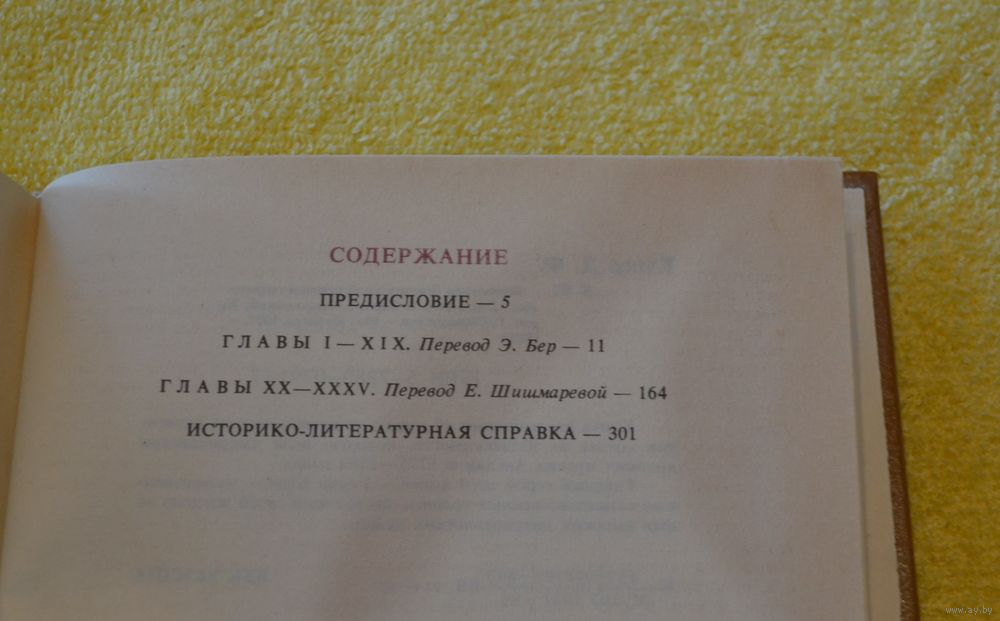 СОДЕРЖАНИЕ
ПРЕДИСЛОВИЕ — 5
ГЛАВЫ I—XIX. Перевод Э. Бер — 11
ГЛАВЫ XX—XXXV. Перевод Е. Шишмаревой — 164
ИСТОРИКО-ЛИТЕРАТУРНАЯ СПРАВКА — 301
www.ay.by